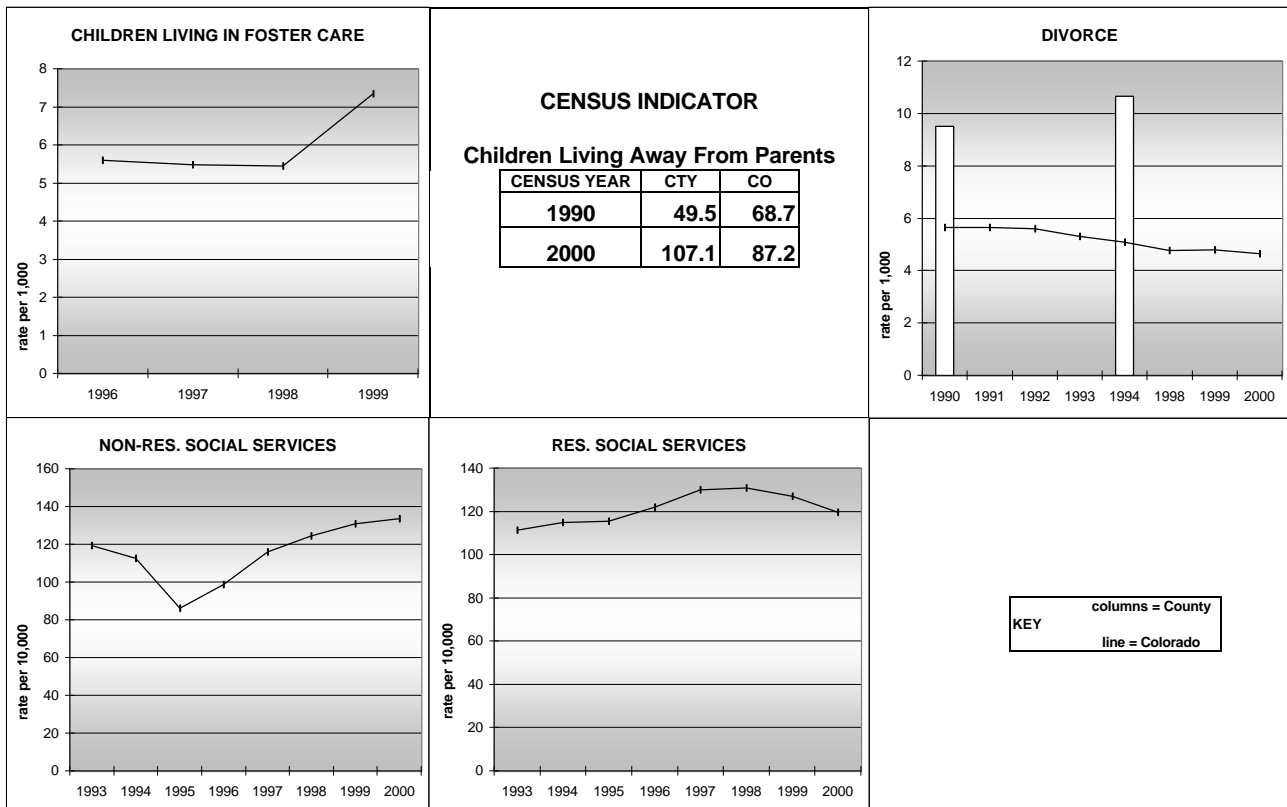 CHILDREN LIVING IN FOSTER CARE
8
7
6
5
4
3
2
1
0
rate per 1,000
1996 1997 1998 1999
CENSUS INDICATOR
Children Living Away From Parents
CENSUS YEAR CTY CO
1990 49.5 68.7
2000 107.1 87.2
DIVORCE
12
10
8
6
4
2
0
rate per 1,000
1990 1991 1992 1993 1994 1998 1999 2000
NON-RES. SOCIAL SERVICES
160
140
120
100
80
60
40
20
0
rate per 10,000
1993 1994 1995 1996 1997 1998 1999 2000
RES. SOCIAL SERVICES
140
120
100
80
60
40
20
0
rate per 10,000
1993 1994 1995 1996 1997 1998 1999 2000
columns = County
KEY
line = Colorado